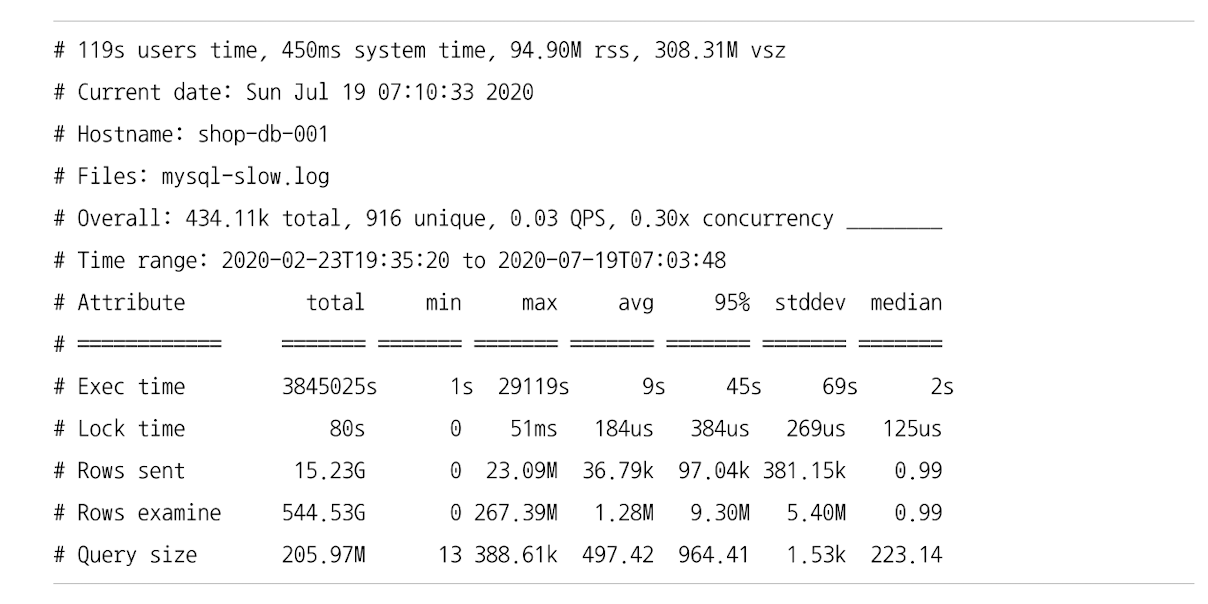 # 119s users time, 450ms system time, 94.90M rss, 308.31M vsz
# Current date: Sun Jul 19 07:10:33 2020
# Hostname: shop-db-001
# Files: mysql-slow.log
# Overall: 434.11k total, 916 unique, 0.03 QPS, 0.30x concurrency ________
# Time range: 2020-02-23T19:35:20 to 2020-07-19T07:03:48
# Attribute          total     min     max     avg     95%  stddev  median
# ============     ======= ======= ======= ======= ======= ======= =======
# Exec time        3845025s      1s  29119s      9s     45s     69s      2s
# Lock time            80s       0    51ms   184us   384us   269us   125us
# Rows sent         15.23G       0  23.09M  36.79k  97.04k 381.15k    0.99
# Rows examine     544.53G       0 267.39M   1.28M   9.30M   5.40M    0.99
# Query size       205.97M      13 388.61k  497.42  964.41   1.53k  223.14